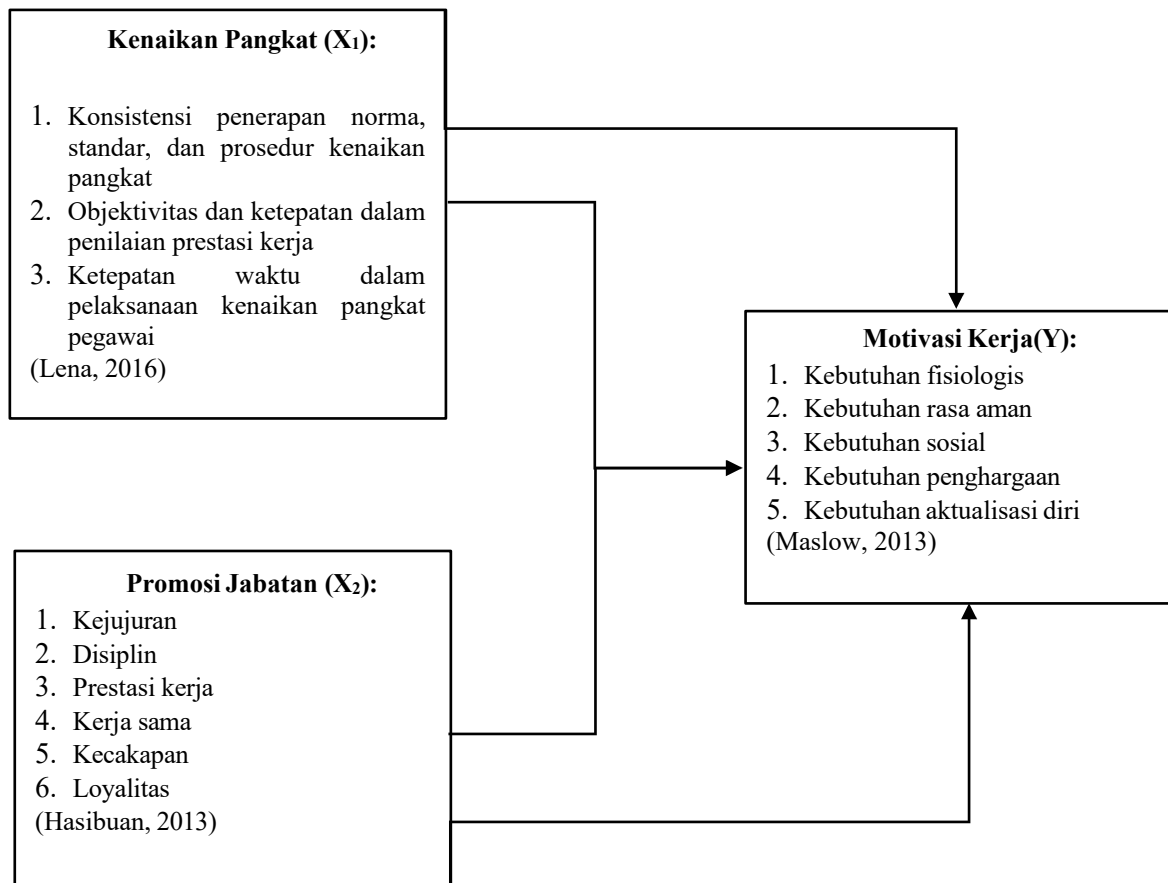 Kenaikan Pangkat (X₁):
1. Konsistensi penerapan norma,
standar, dan prosedur kenaikan
pangkat
2. Objektivitas dan ketepatan dalam
penilaian prestasi kerja
3. Ketepatan waktu dalam
pelaksanaan kenaikan pangkat
pegawai
(Lena, 2016)
Motivasi Kerja(Y):
1. Kebutuhan fisiologis
2. Kebutuhan rasa aman
3. Kebutuhan sosial
4. Kebutuhan penghargaan
5. Kebutuhan aktualisasi diri
(Maslow, 2013)
Promosi Jabatan (X₂):
1. Kejujuran
2. Disiplin
3. Prestasi kerja
4. Kerja sama
5. Kecakapan
6. Loyalitas
(Hasibuan, 2013)